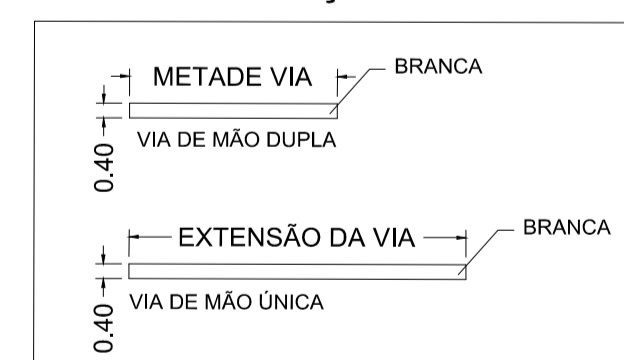 METADE VIA
BRANCA
0.40
VIA DE MÃO DUPLA
EXTENSÃO DA VIA
BRANCA
0.40
VIA DE MÃO ÚNICA